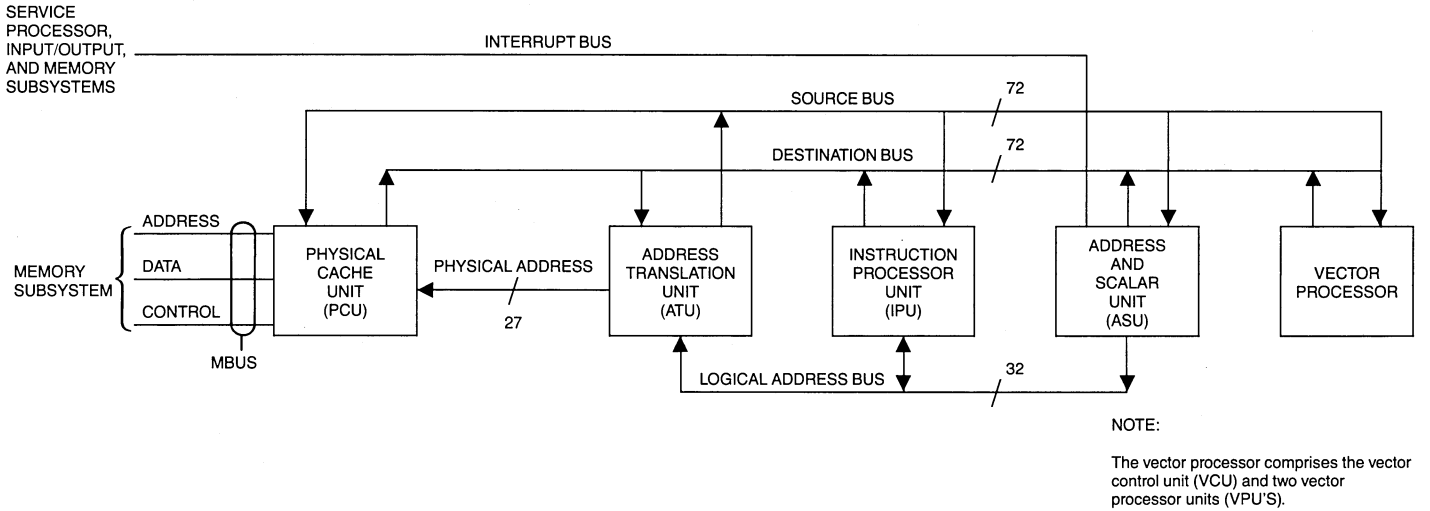 SERVICE
PROCESSOR,
INPUT/OUTPUT,
AND MEMORY
SUBSYSTEMS
INTERRUPT BUS
SOURCE BUS
72
DESTINATION BUS
72
MEMORY
SUBSYSTEM
ADDRESS
DATA
CONTROL
MBUS
PHYSICAL
CACHE
UNIT
(PCU)
PHYSICAL ADDRESS
27
ADDRESS
TRANSLATION
UNIT
(ATU)
INSTRUCTION
PROCESSOR
UNIT
(IPU)
ADDRESS
AND
SCALAR
UNIT
(ASU)
VECTOR
PROCESSOR
LOGICAL ADDRESS BUS
32
NOTE:
The vector processor comprises the vector
control unit (VCU) and two vector
processor units (VPU'S).